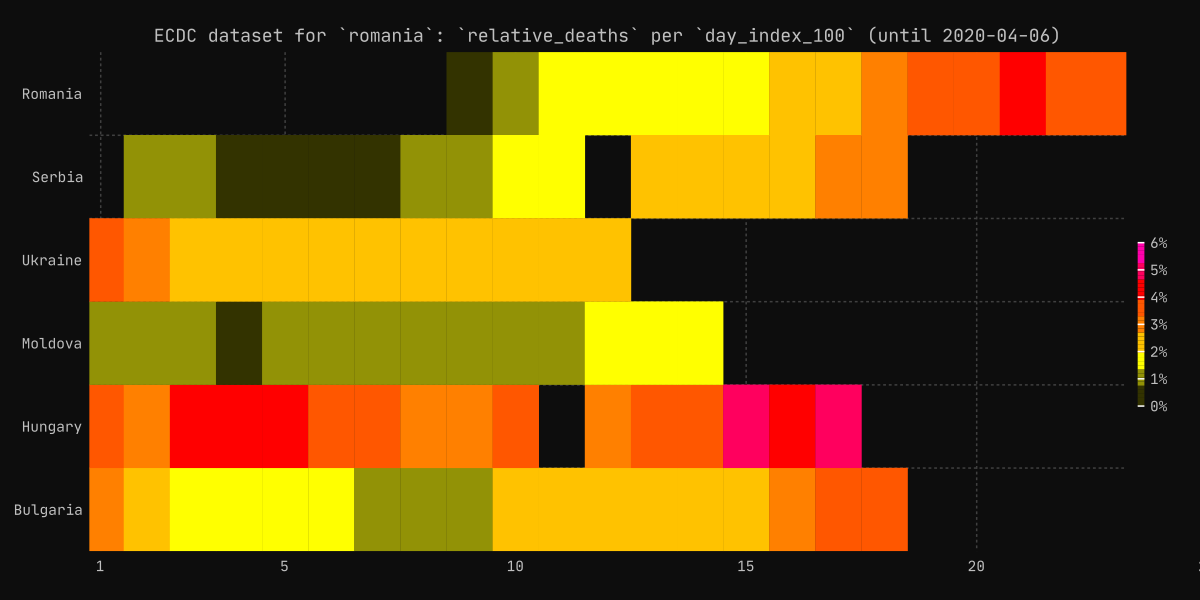 ECDC dataset for `romania`: `relative_deaths` per `day_index_100` (until 2020-04-06)
Romania
Serbia
Ukraine
Moldova
Hungary
Bulgaria
1 5 10 15 20
6%
5%
4%
3%
2%
1%
0%